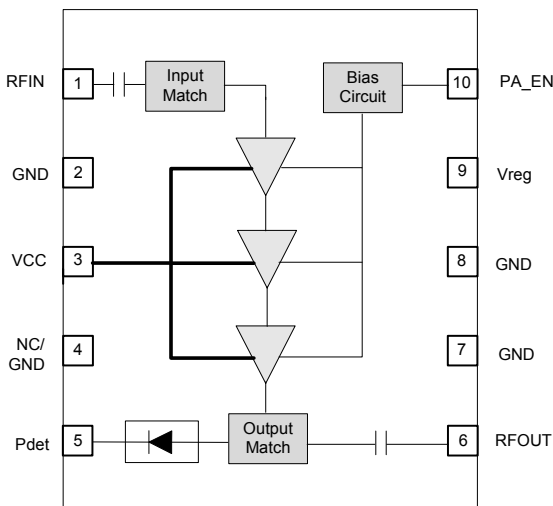 RFIN
1
Input
Match
Bias
Circuit
10
PA_EN
GND
2
9
Vreg
VCC
3
8
GND
NC/
GND
4
7
GND
Pdet
5
Output
Match
6
RFOUT